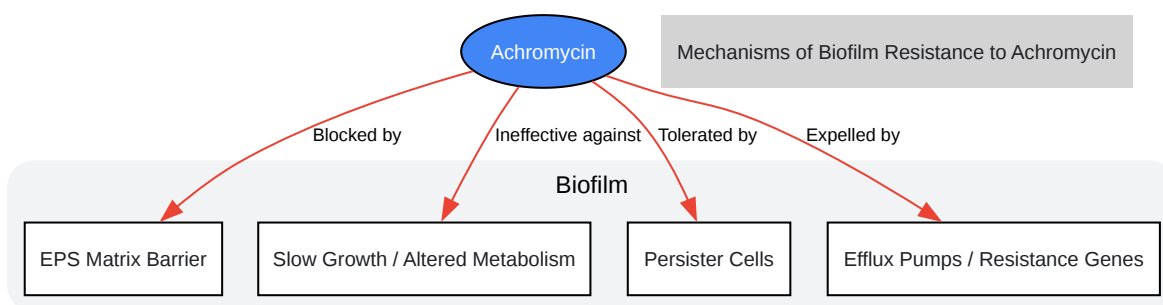 Achromycin
Mechanisms of Biofilm Resistance to Achromycin
Blocked by
Ineffective against
Tolerated by
Expelled by
Biofilm
EPS Matrix Barrier
Slow Growth / Altered Metabolism
Persister Cells
Efflux Pumps / Resistance Genes